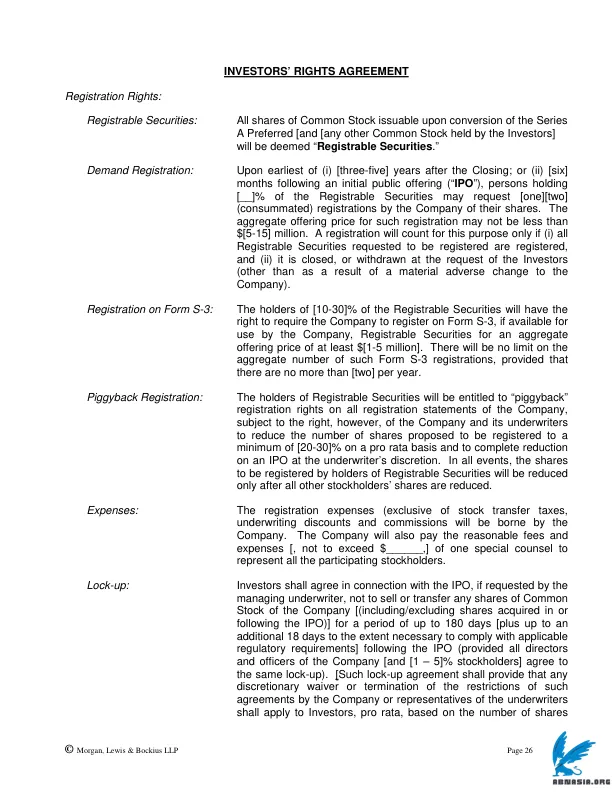 INVESTORS’ RIGHTS AGREEMENT
Registration Rights:
Registrable Securities:
All shares of Common Stock issuable upon conversion of the Series
A Preferred [and [any other Common Stock held by the Investors]
will be deemed “Registrable Securities.”
Demand Registration:
Upon earliest of (i) [three-five] years after the Closing; or (ii) [six]
months following an initial public offering (“IPO”), persons holding
[__]% of the Registrable Securities may request [one][two]
(consummated) registrations by the Company of their shares. The
aggregate offering price for such registration may not be less than
$[5-15] million. A registration will count for this purpose only if (i) all
Registrable Securities requested to be registered are registered,
and (ii) it is closed, or withdrawn at the request of the Investors
(other than as a result of a material adverse change to the
Company).
Registration on Form S-3:
The holders of [10-30]% of the Registrable Securities will have the
right to require the Company to register on Form S-3, if available for
use by the Company, Registrable Securities for an aggregate
offering price of at least $[1-5 million]. There will be no limit on the
aggregate number of such Form S-3 registrations, provided that
there are no more than [two] per year.
Piggyback Registration:
The holders of Registrable Securities will be entitled to “piggyback”
registration rights on all registration statements of the Company,
subject to the right, however, of the Company and its underwriters
to reduce the number of shares proposed to be registered to a
minimum of [20-30]% on a pro rata basis and to complete reduction
on an IPO at the underwriter’s discretion. In all events, the shares
to be registered by holders of Registrable Securities will be reduced
only after all other stockholders’ shares are reduced.
Expenses:
The registration expenses (exclusive of stock transfer taxes,
underwriting discounts and commissions will be borne by the
Company. The Company will also pay the reasonable fees and
expenses [, not to exceed $______,] of one special counsel to
represent all the participating stockholders.
Lock-up:
Investors shall agree in connection with the IPO, if requested by the
managing underwriter, not to sell or transfer any shares of Common
Stock of the Company [(including/excluding shares acquired in or
following the IPO)] for a period of up to 180 days [plus up to an
additional 18 days to the extent necessary to comply with applicable
regulatory requirements] following the IPO (provided all directors
and officers of the Company [and [1 – 5]% stockholders] agree to
the same lock-up). [Such lock-up agreement shall provide that any
discretionary waiver or termination of the restrictions of such
agreements by the Company or representatives of the underwriters
shall apply to Investors, pro rata, based on the number of shares
© Morgan, Lewis & Bockius LLP
Page 26
ADNASIA.ORG